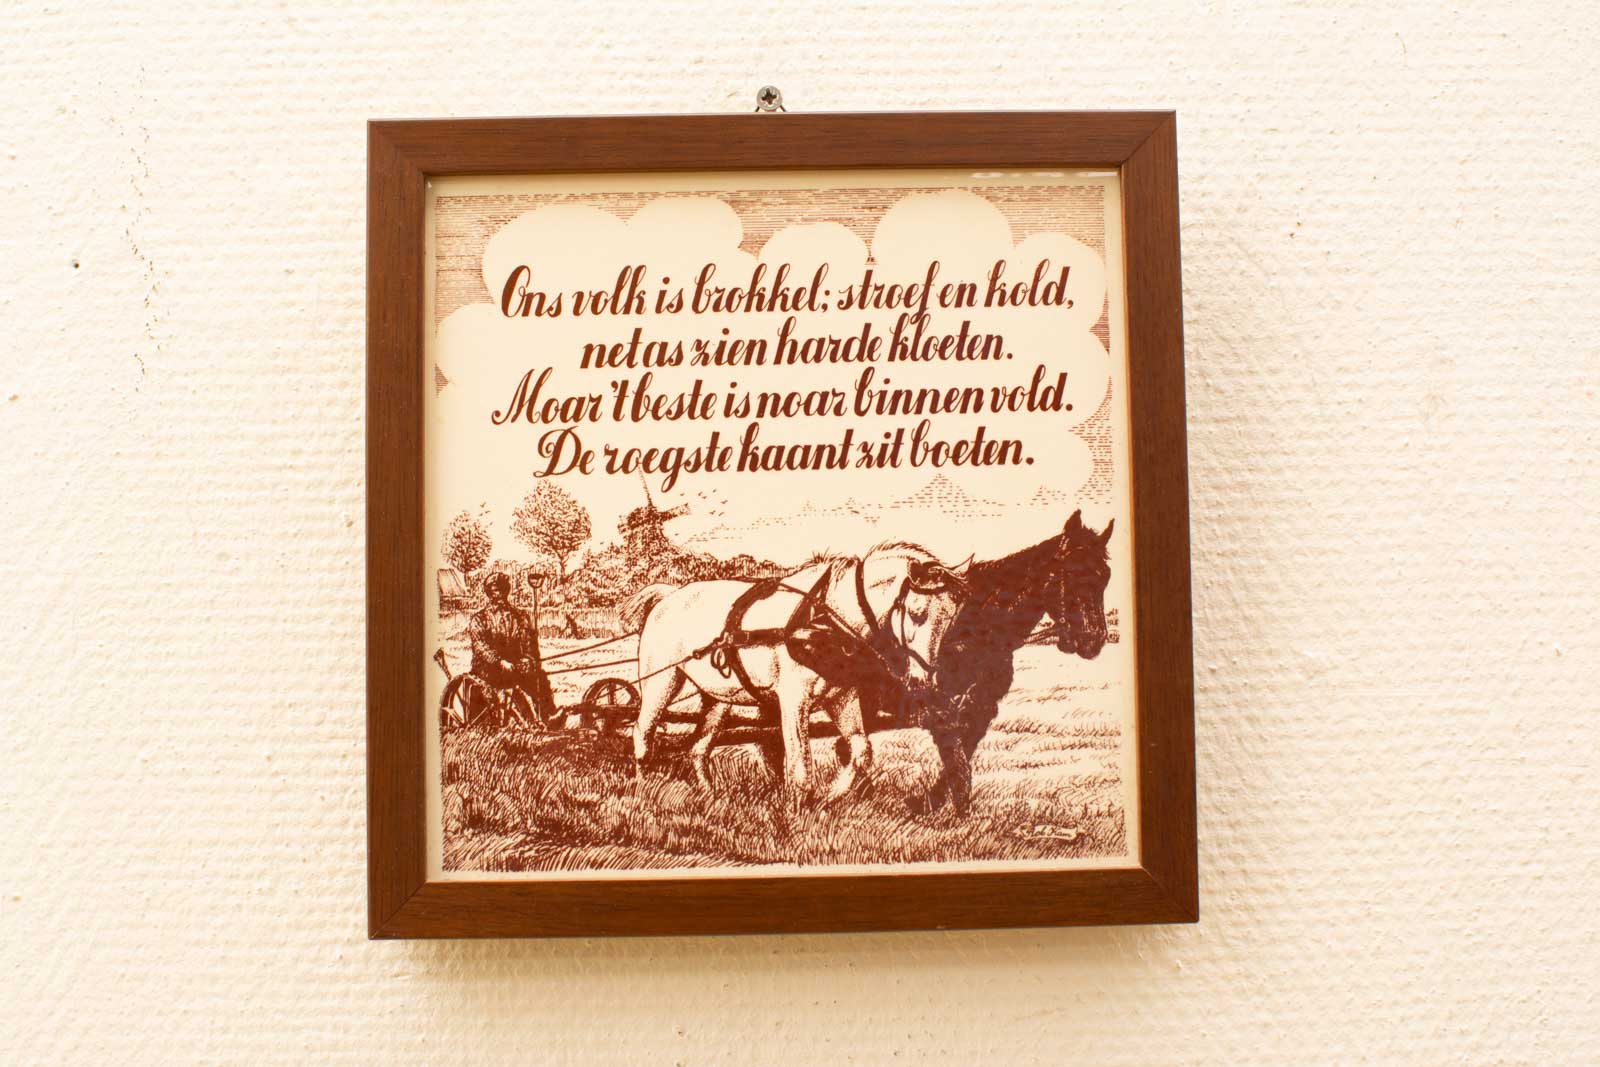 Ons volk is brokkel; stroef en kold,
net as zien harde kloeten.
Moar 't beste is noar binnen vold.
De roegste kaant zit boeten.